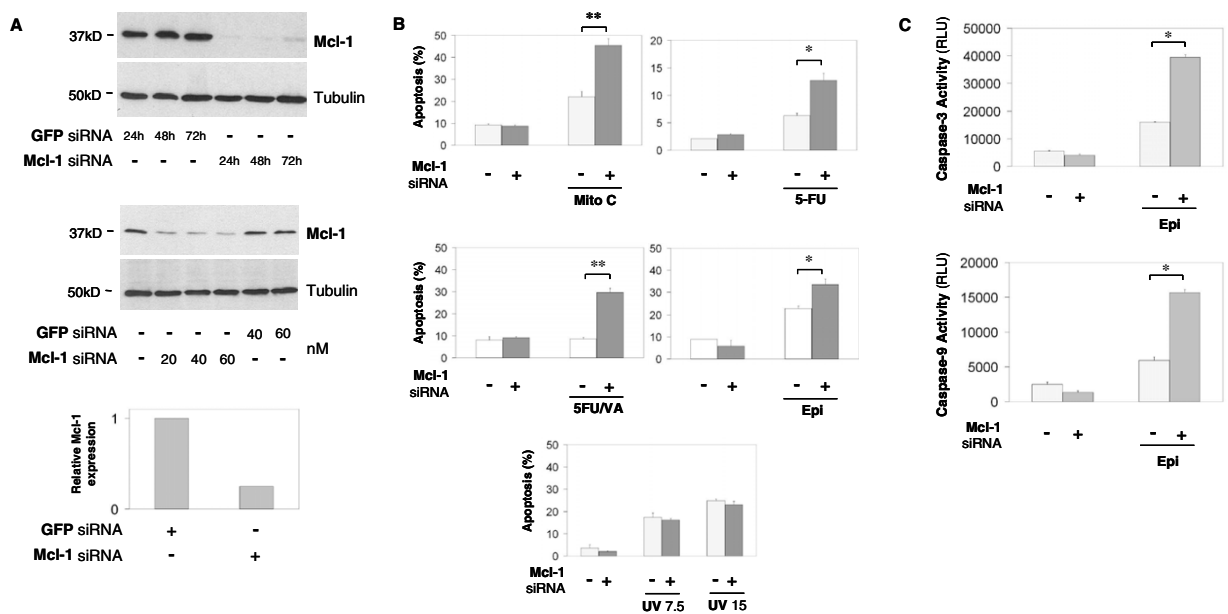 A
37kD
Mcl-1
50kD
Tubulin
GFP siRNA 24h 48h 72h - - -
Mcl-1 siRNA - - - 24h 48h 72h
37kD
Mcl-1
50kD
Tubulin
GFP siRNA - - - - 40 60
Mcl-1 siRNA - 20 40 60 - -
nM
Relative Mcl-1
expression
1
0
GFP siRNA + -
Mcl-1 siRNA - +
B
**
Apoptosis (%)
50
40
30
20
10
0
Mcl-1
siRNA
- + - +
Mito C
*
20
15
10
5
0
- + - +
5-FU
**
Apoptosis (%)
50
40
30
20
10
0
Mcl-1
siRNA
- + - +
5FU/VA
*
50
40
30
20
10
0
- + - +
Epi
Apoptosis (%)
50
40
30
20
10
0
Mcl-1
siRNA
- + - + - +
UV 7.5 UV 15
C
*
Caspase-3 Activity (RLU)
50000
40000
30000
20000
10000
0
Mcl-1
siRNA
- + - +
Epi
*
Caspase-9 Activity (RLU)
20000
15000
10000
5000
0
Mcl-1
siRNA
- + - +
Epi